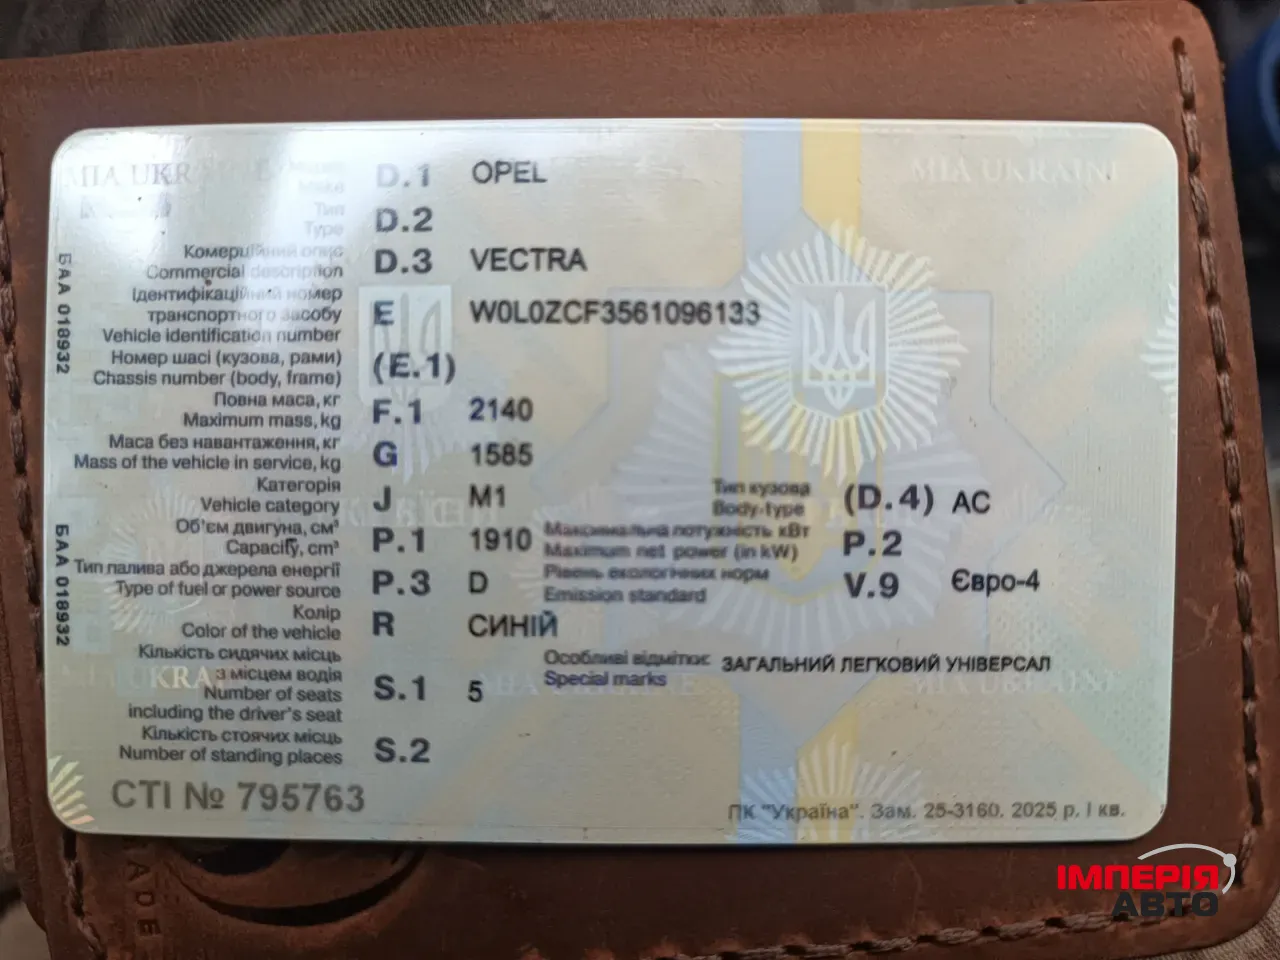 MIA UKRAINE
D.1 OPEL
Тип
Type D.2
Комерційний опис
Commercial description D.3 VECTRA
Ідентифікаційний номер
транспортного засобу
Vehicle identification number E W0L0ZCF3561096133
Номер шасі (кузова, рами)
Chassis number (body, frame) (E.1)
Повна маса, кг
Maximum mass, kg F.1 2140
Маса без навантаження, кг
Mass of the vehicle in service, kg G 1585
Категорія
Vehicle category J M1
Тип кузова
Body-type (D.4) AC
Об'єм двигуна, см³
Capacity, cm³ P.1 1910
Максимальна потужність кВт
Maximum net power (in kW) P.2
Тип палива або джерела енергії
Type of fuel or power source P.3 D
Рівень екологічних норм
Emission standard V.9 Євро-4
Колір
Color of the vehicle R СИНІЙ
Кількість сидячих місць
з місцем водія
Number of seats
including the driver's seat S.1 5
Особливі відмітки:
Special marks ЗАГАЛЬНИЙ ЛЕГКОВИЙ УНІВЕРСАЛ
Кількість стоячих місць
Number of standing places S.2
СТІ № 795763
ПК "Україна". Зам. 25-3160. 2025 р. І кв.
БАА 018932
БАА 018932
ІМПЕРІЯ
АВТО